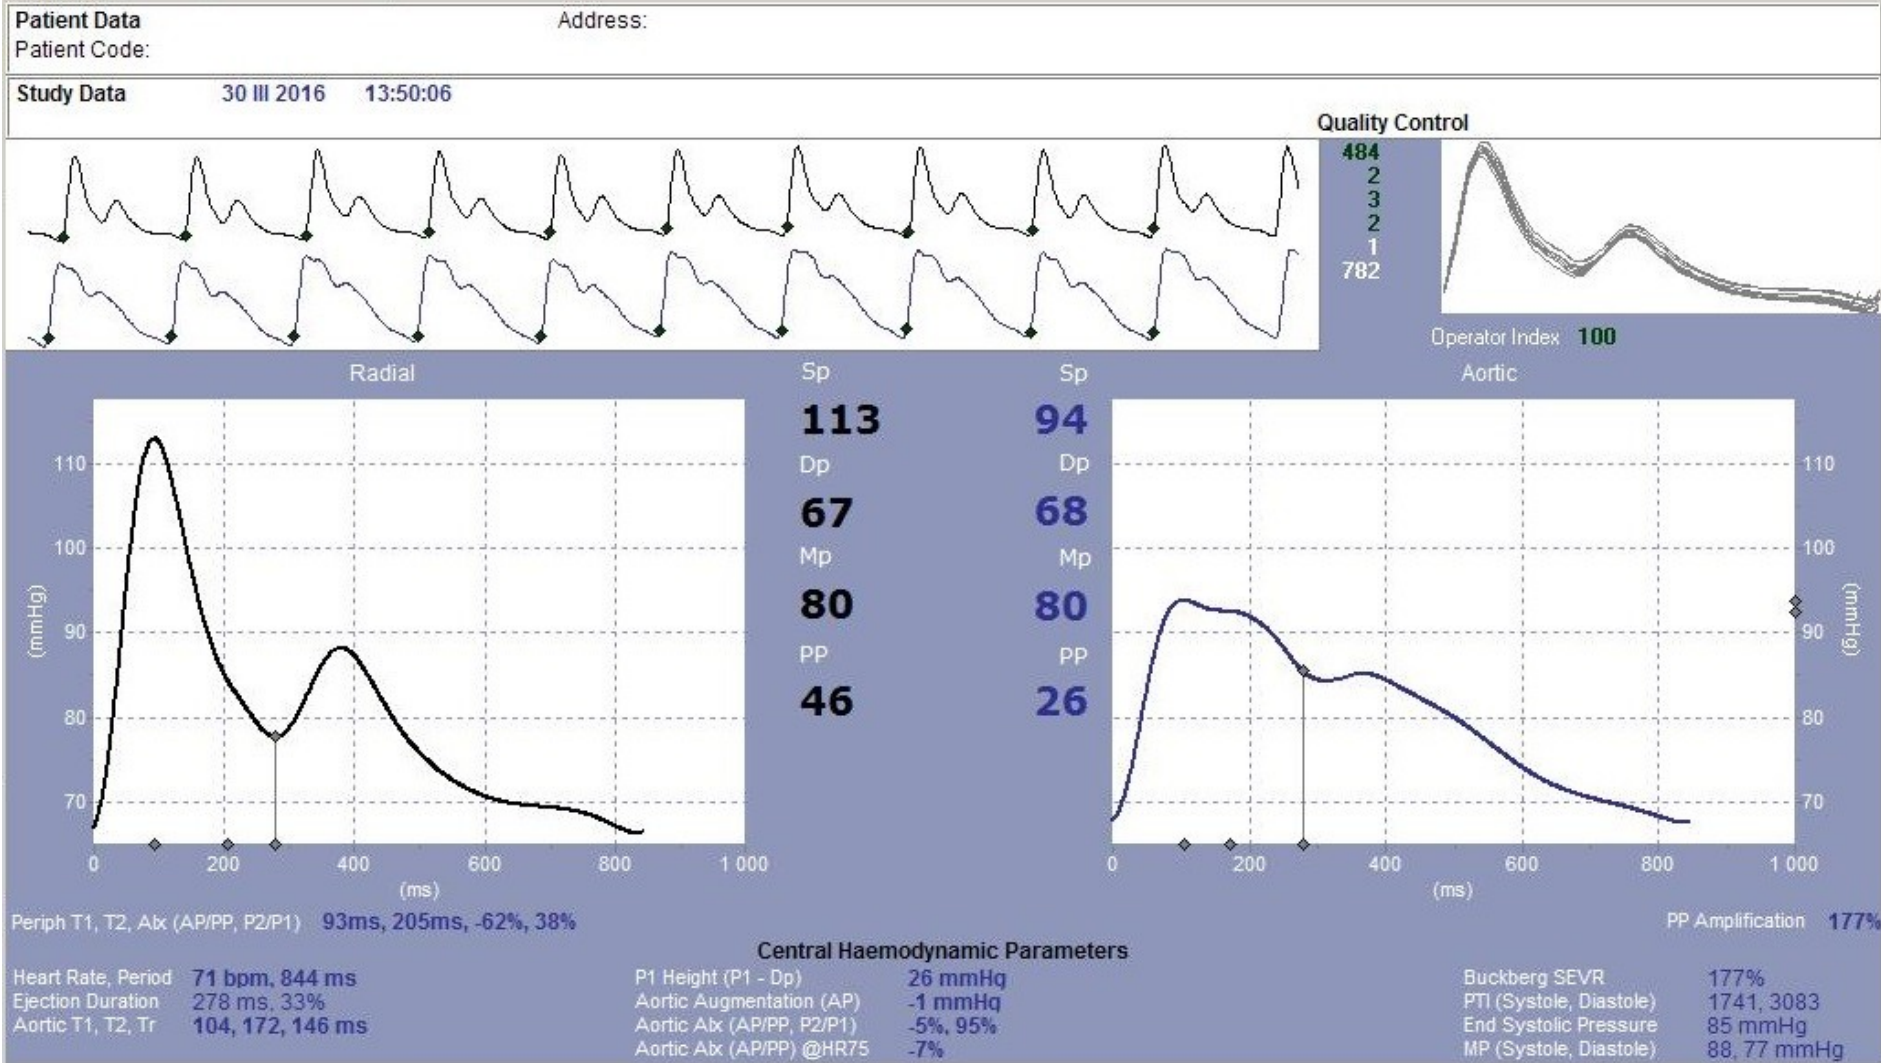 Patient Data Address:
Patient Code:
Study Data 30 III 2016 13:50:06
Quality Control
484
2
3
2
1
782
Operator Index 100
Radial Sp Sp Aortic
113 94
Dp Dp
67 68
Mp Mp
80 80
PP PP
46 26
(mmHg)
110
100
90
80
70
0 200 400 600 800 1 000
(ms)
110
100
90
80
70
(mmHg)
0 200 400 600 800 1 000
(ms)
Periph T1, T2, AIx (AP/PP, P2/P1) 93ms, 205ms, -62%, 38%
PP Amplification 177%
Central Haemodynamic Parameters
Heart Rate, Period 71 bpm, 844 ms
Ejection Duration 278 ms, 33%
Aortic T1, T2, Tr 104, 172, 146 ms
P1 Height (P1 - Dp) 26 mmHg
Aortic Augmentation (AP) -1 mmHg
Aortic AIx (AP/PP, P2/P1) -5%, 95%
Aortic AIx (AP/PP) @HR75 -7%
Buckberg SEVR 177%
PTI (Systole, Diastole) 1741, 3083
End Systolic Pressure 85 mmHg
MP (Systole, Diastole) 88, 77 mmHg